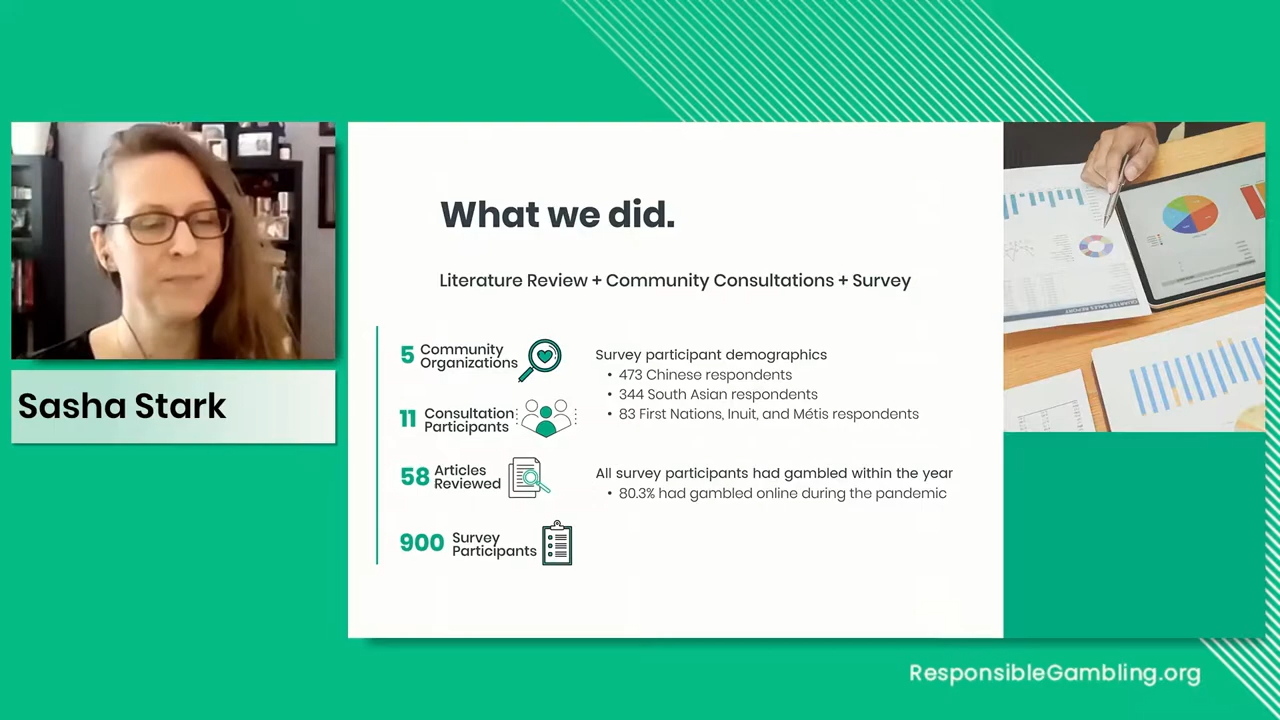 What we did.
Literature Review + Community Consultations + Survey
5 Community
Organizations
11 Consultation
Participants
58 Articles
Reviewed
900 Survey
Participants
Survey participant demographics
• 473 Chinese respondents
• 344 South Asian respondents
• 83 First Nations, Inuit, and Métis respondents
All survey participants had gambled within the year
• 80.3% had gambled online during the pandemic
Sasha Stark
QUARTER SALES REPORT
ResponsibleGambling.org